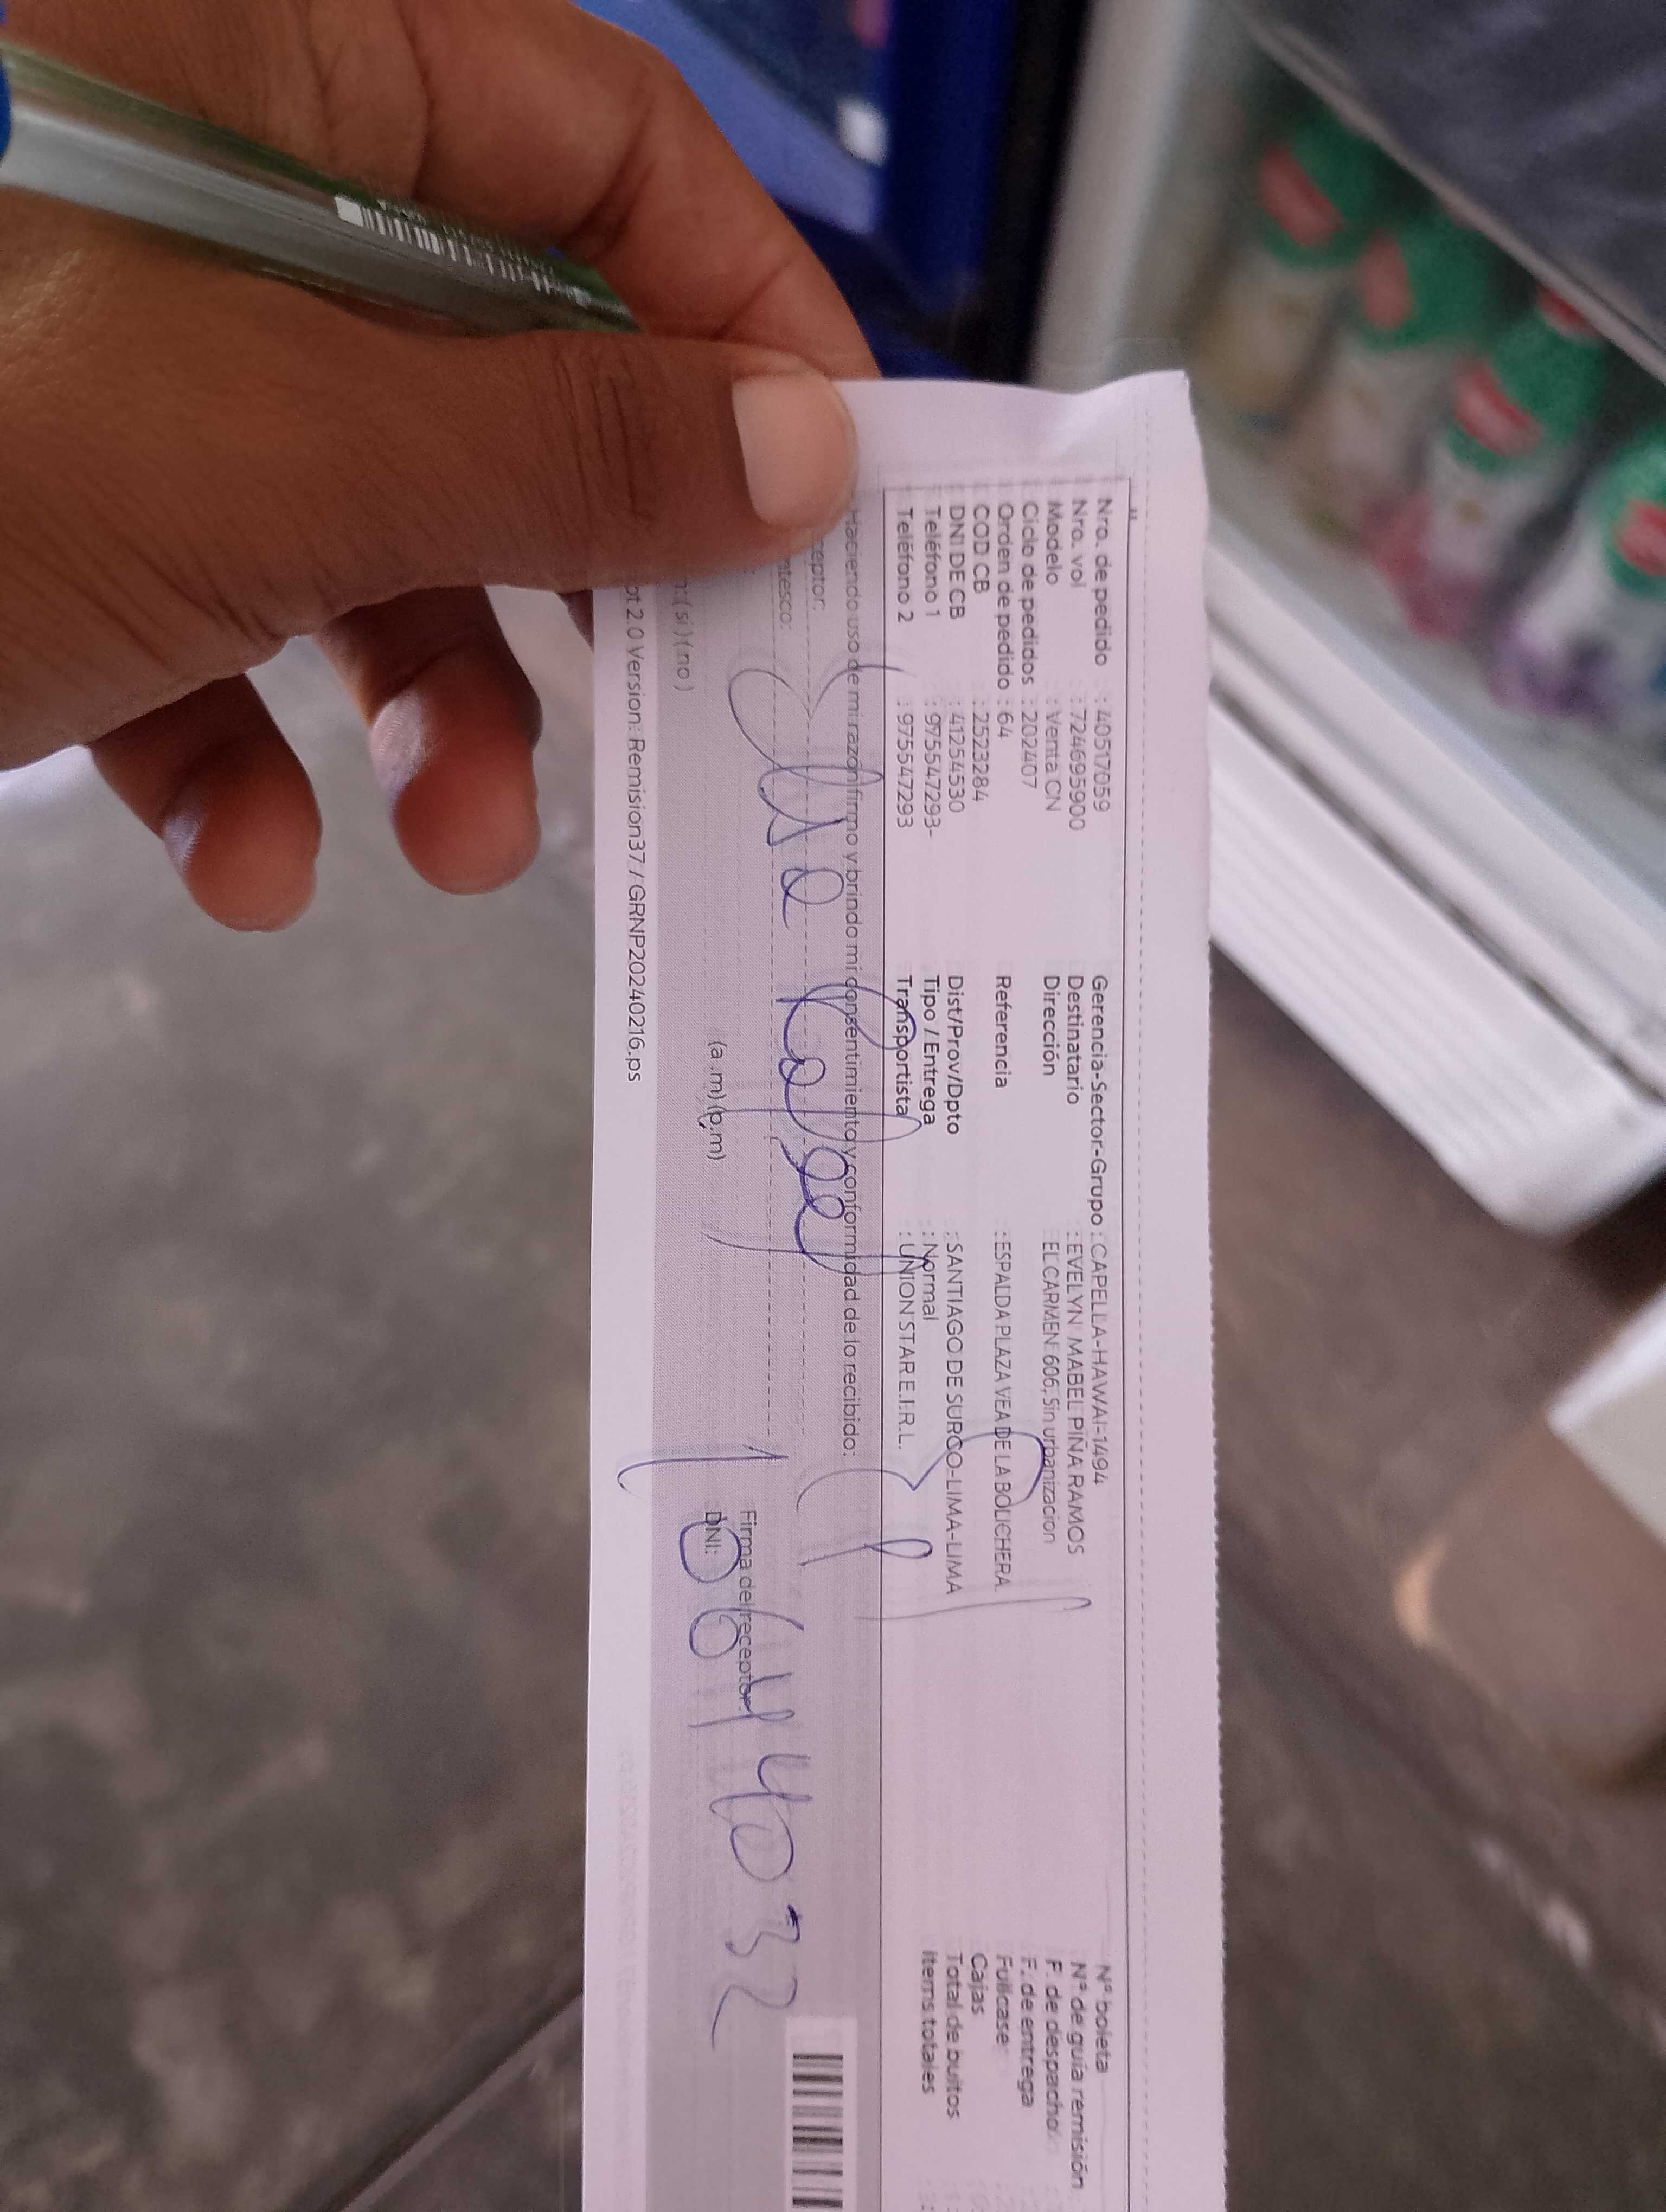 Nro. de pedido : 40517059
Nro. vol : 724695900
Modelo : Venta CN
Ciclo de pedidos : 202407
Orden de pedido : 64
COD CB : 2523284
DNI DE CB : 41254530
Teléfono 1 : 975547293-
Teléfono 2 : 975547293
Gerencia-Sector-Grupo : CAPELLA-HAWAI-1494
Destinatario : EVELYN MABEL PIÑA RAMOS
Dirección EL CARMEN 606, Sin urbanizacion
Referencia : ESPALDA PLAZA VEA DE LA BOLICHERA
Dist/Prov/Dpto : SANTIAGO DE SURCO-LIMA-LIMA
Tipo / Entrega : Normal
Transportista : UNION STAR E.I.R.L.
N° boleta
N° de guía remisión
F. de despacho
F. de entrega
Fullcase
Cajas
Total de bultos
Items totales
Haciendo uso de mi razón firmo y brindo mi consentimiento y conformidad de lo recibido:
ceptor:
ntesco:
(si) (no)
(a .m) (p.m)
Firma del receptor
DNI:
pt 2.0 Version: Remision37 / GRNP20240216.ps